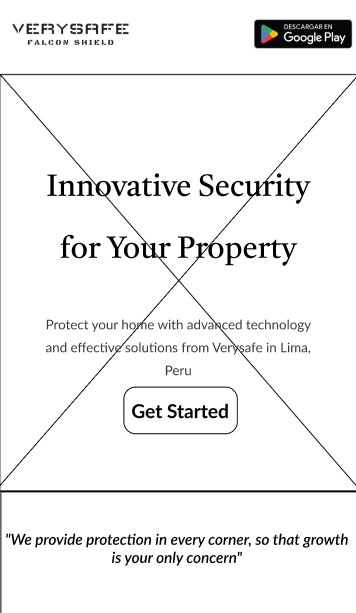 VERYSAFE
FALCON SHIELD
DESCARGAR EN
Google Play
Innovative Security
for Your Property
Protect your home with advanced technology
and effective solutions from Verysafe in Lima,
Peru
Get Started
"We provide protection in every corner, so that growth
is your only concern"